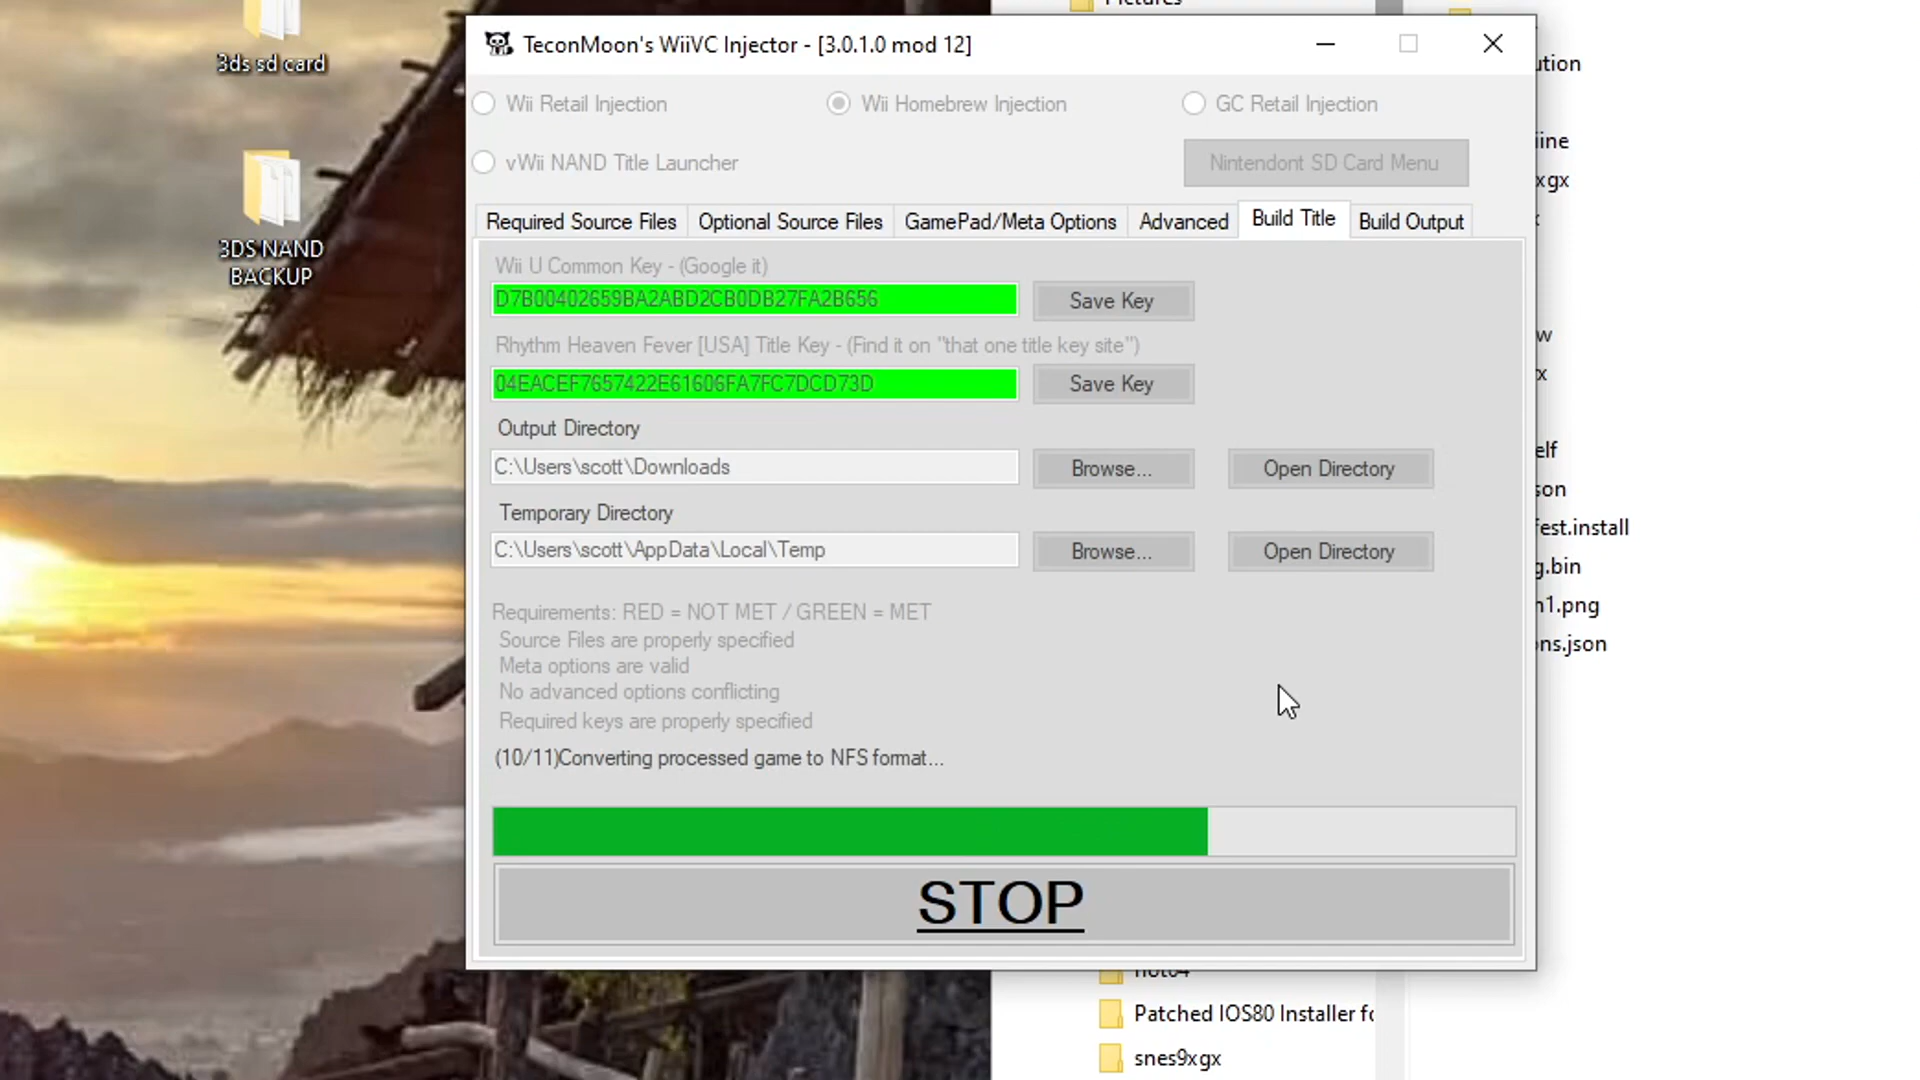 3ds sd card
3DS NAND
BACKUP
TeconMoon's WiiVC Injector - [3.0.1.0 mod 12]
Wii Retail Injection
Wii Homebrew Injection
GC Retail Injection
vWii NAND Title Launcher
Nintendont SD Card Menu
Required Source Files
Optional Source Files
GamePad/Meta Options
Advanced
Build Title
Build Output
Wii U Common Key - (Google it)
D7B00402659BA2ABD2CB0DB27FA2B656
Save Key
Rhythm Heaven Fever [USA] Title Key - (Find it on "that one title key site")
04EACEF7657422E61606FA7FC7DCD73D
Save Key
Output Directory
C:\Users\scott\Downloads
Browse...
Open Directory
Temporary Directory
C:\Users\scott\AppData\Local\Temp
Browse...
Open Directory
Requirements: RED = NOT MET / GREEN = MET
Source Files are properly specified
Meta options are valid
No advanced options conflicting
Required keys are properly specified
(10/11)Converting processed game to NFS format...
STOP
Pictures
ution
iine
xgx
w
x
elf
son
fest.install
g.bin
n1.png
ons.json
Patched IOS80 Installer fo
snes9xgx